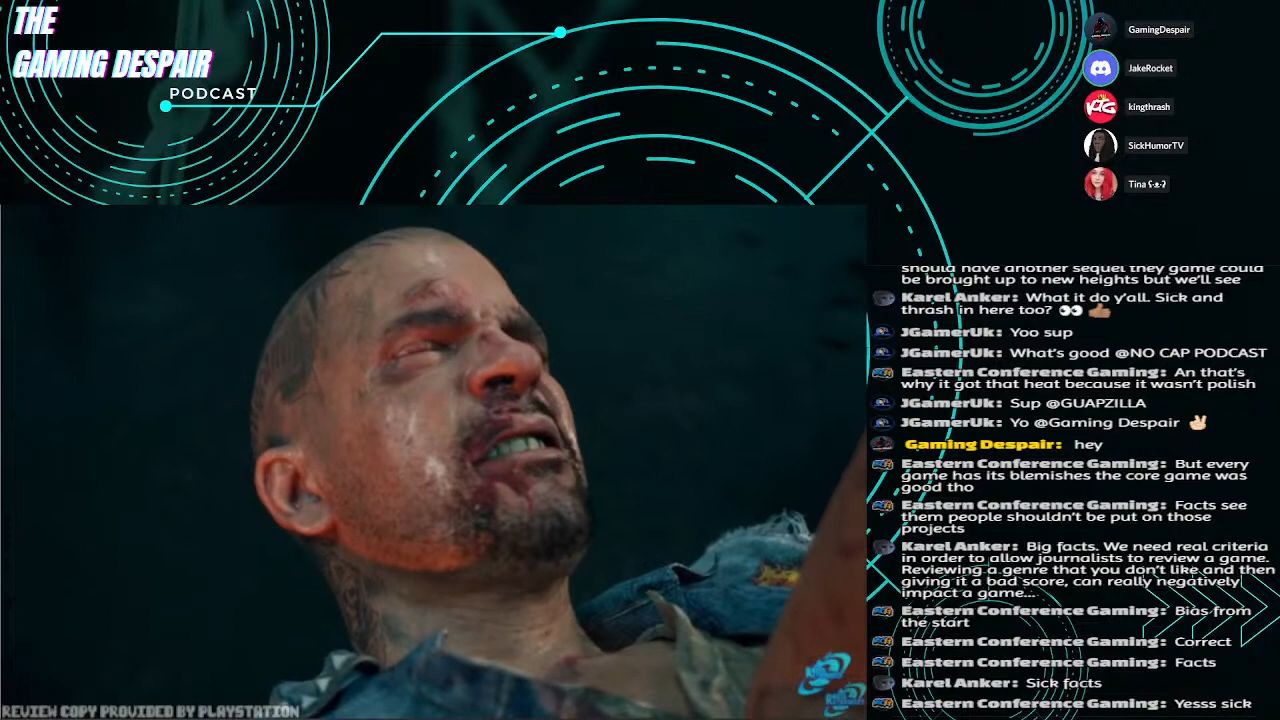 THE
GAMING DESPAIR
PODCAST
GamingDespair
JakeRocket
kingthrash
SickHumorTV
Tina ʕ·ᴥ·ʔ
should have another sequel they game could
be brought up to new heights but we'll see
Karel Anker: What it do y'all. Sick and
thrash in here too? 👀 👍🏽
JGamerUk: Yoo sup
JGamerUk: What's good @NO CAP PODCAST
Eastern Conference Gaming: An that's
why it got that heat because it wasn't polish
JGamerUk: Sup @GUAPZILLA
JGamerUk: Yo @Gaming Despair ✌🏼
Gaming Despair: hey
Eastern Conference Gaming: But every
game has its blemishes the core game was
good tho
Eastern Conference Gaming: Facts see
them people shouldn't be put on those
projects
Karel Anker: Big facts. We need real criteria
in order to allow journalists to review a game.
Reviewing a genre that you don't like and then
giving it a bad score, can really negatively
impact a game...
Eastern Conference Gaming: Bias from
the start
Eastern Conference Gaming: Correct
Eastern Conference Gaming: Facts
Karel Anker: Sick facts
Eastern Conference Gaming: Yesss sick
REVIEW COPY PROVIDED BY PLAYSTATION